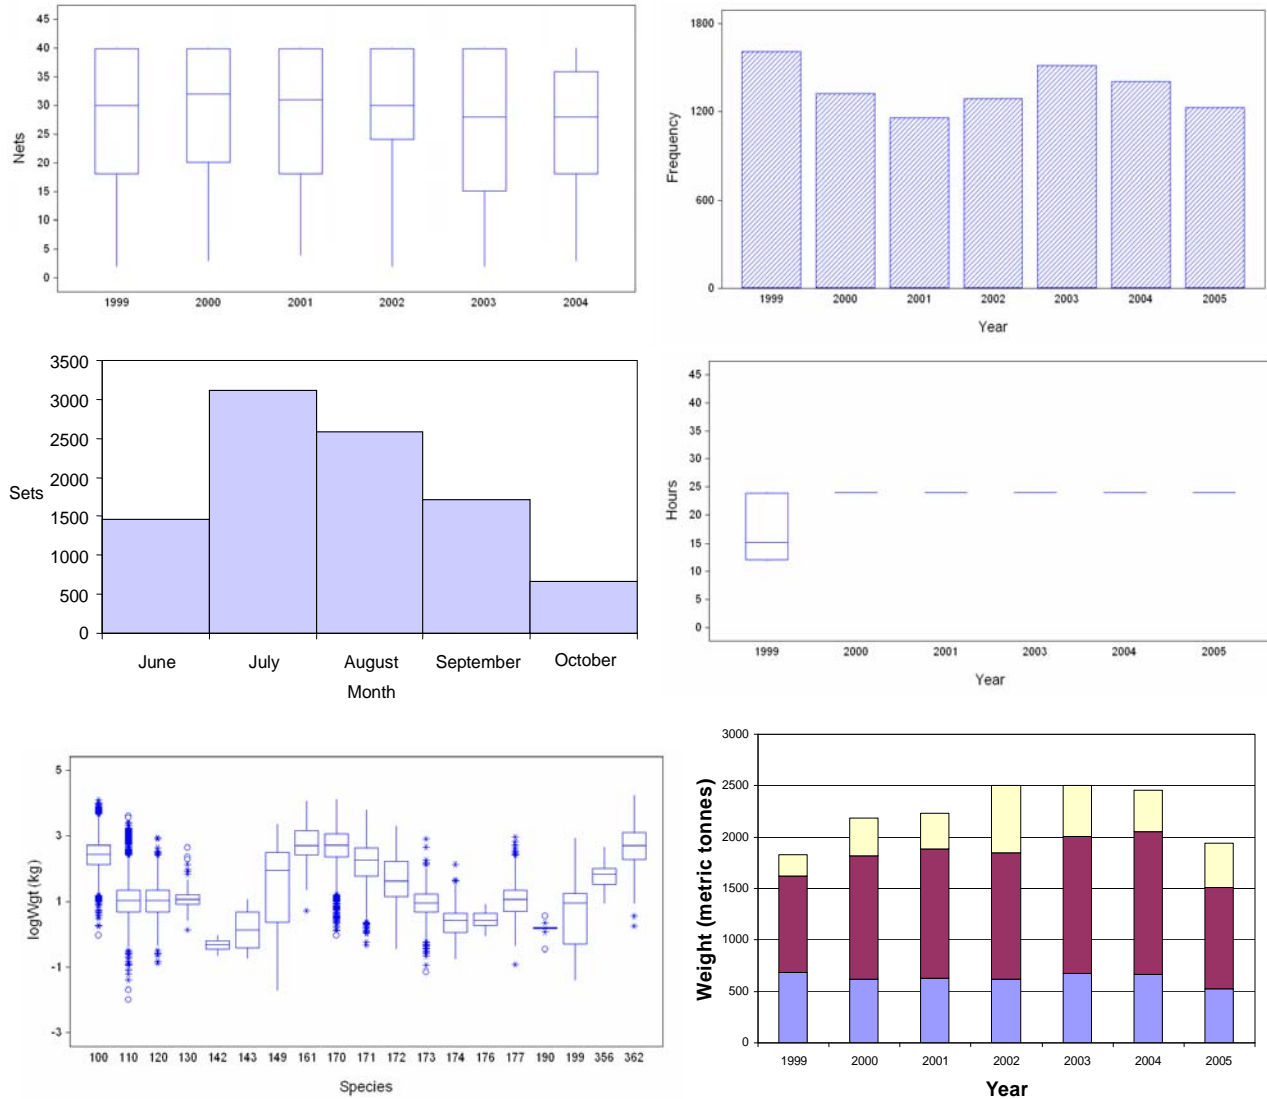 45
40
35
30
25
20
15
10
5
0
Nets
1999 2000 2001 2002 2003 2004
1800
1200
600
0
Frequency
1999 2000 2001 2002 2003 2004 2005
Year
3500
3000
2500
2000
1500
1000
500
0
Sets
June July August September October
Month
45
40
35
30
25
20
15
10
5
0
Hours
1999 2000 2001 2003 2004 2005
Year
5
3
1
-1
-3
logWgt (kg)
100 110 120 130 142 143 149 161 170 171 172 173 174 176 177 190 199 356 362
Species
3000
2500
2000
1500
1000
500
0
Weight (metric tonnes)
1999 2000 2001 2002 2003 2004 2005
Year